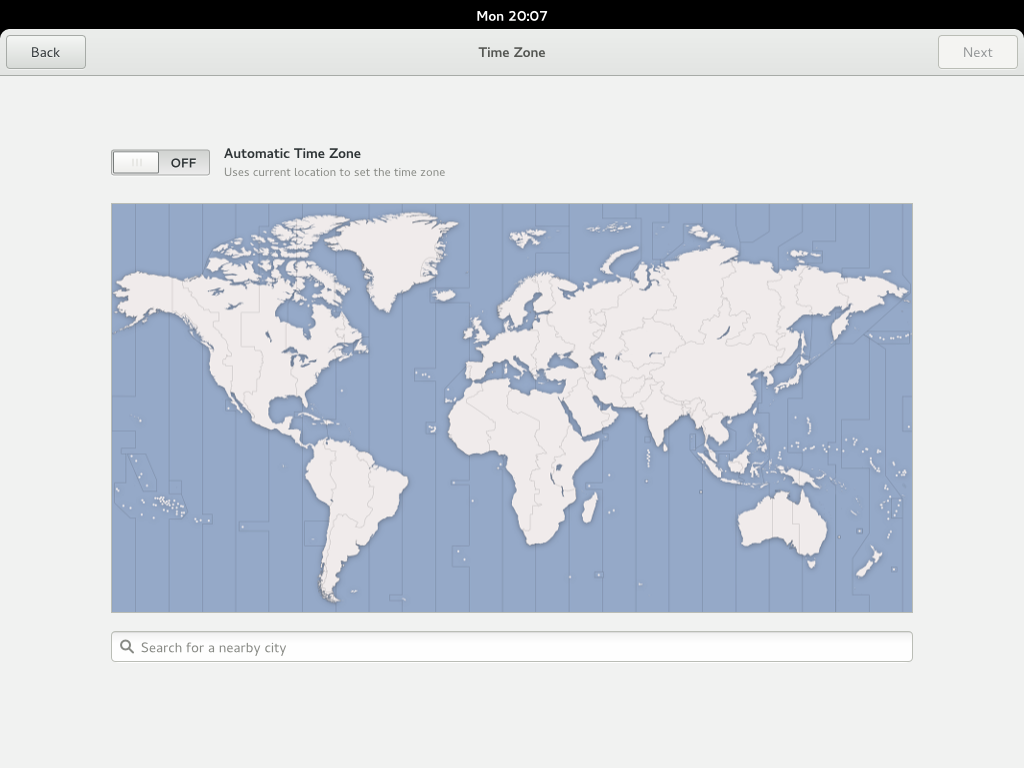 Mon 20:07
Back
Time Zone
Next
OFF
Automatic Time Zone
Uses current location to set the time zone
Search for a nearby city